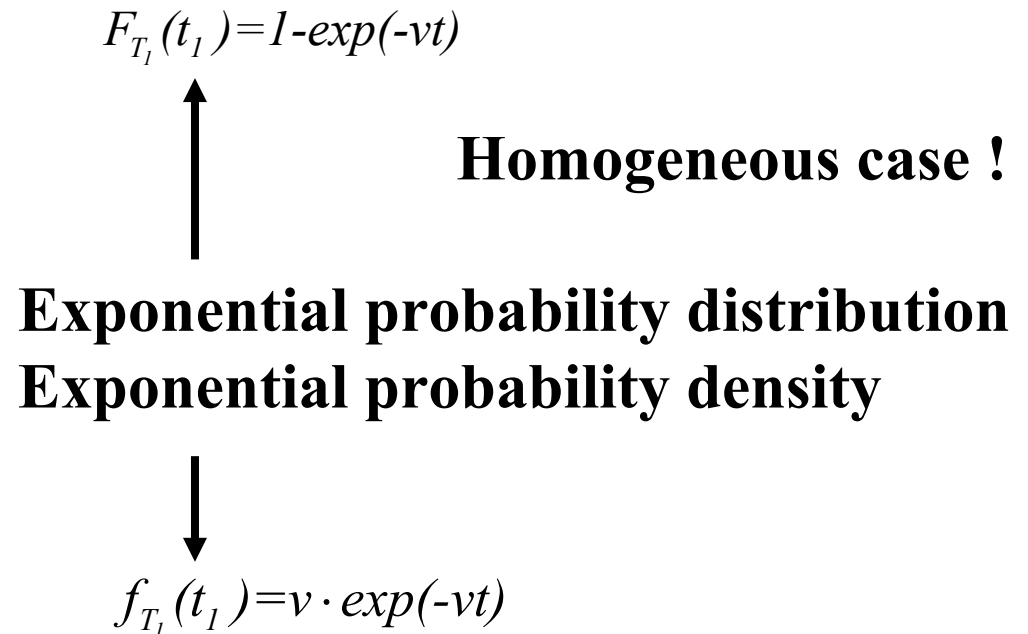 F_{T_1}(t_1)=1-exp(-νt)
Homogeneous case !
Exponential probability distribution
Exponential probability density
f_{T_1}(t_1)=ν·exp(-νt)